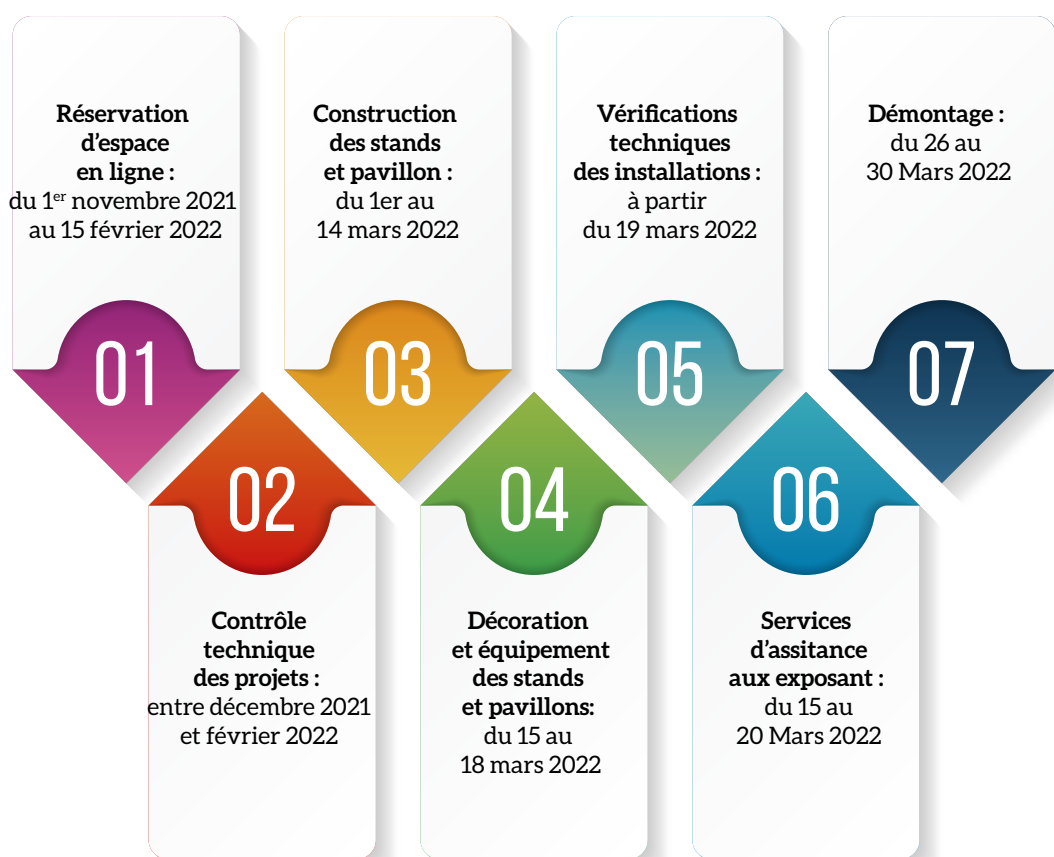 Réservation
d’espace
en ligne :
du 1er novembre 2021
au 15 février 2022
01
Contrôle
technique
des projets :
entre décembre 2021
et février 2022
02
Construction
des stands
et pavillon :
du 1er au
14 mars 2022
03
Décoration
et équipement
des stands
et pavillons:
du 15 au
18 mars 2022
04
Vérifications
techniques
des installations :
à partir
du 19 mars 2022
05
Services
d’assitance
aux exposant :
du 15 au
20 Mars 2022
06
Démontage :
du 26 au
30 Mars 2022
07